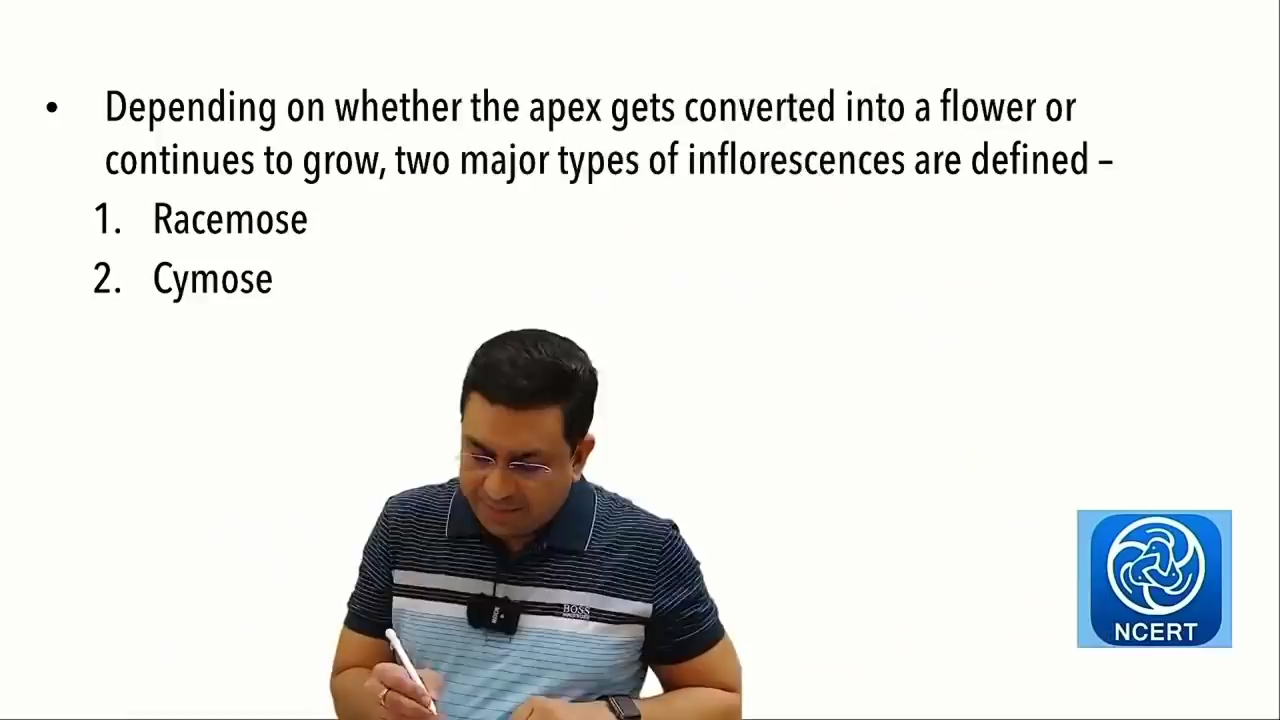 • Depending on whether the apex gets converted into a flower or
continues to grow, two major types of inflorescences are defined –
1. Racemose
2. Cymose
BOSS
NCERT